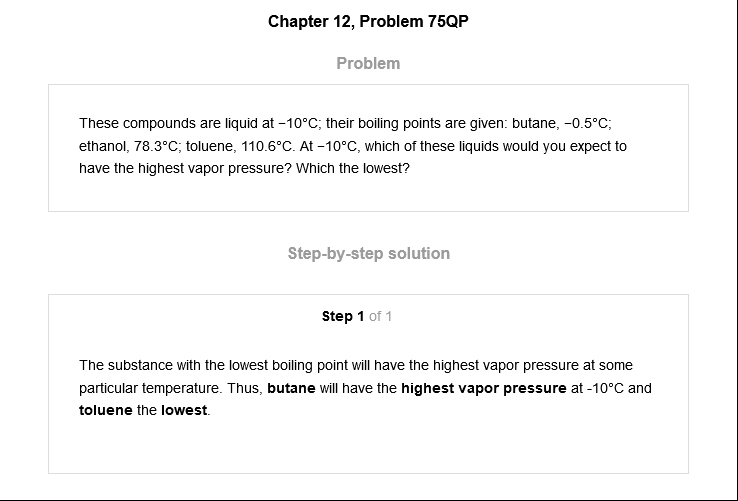 Chapter 12, Problem 75QP
Problem
These compounds are liquid at −10°C; their boiling points are given: butane, −0.5°C;
ethanol, 78.3°C; toluene, 110.6°C. At −10°C, which of these liquids would you expect to
have the highest vapor pressure? Which the lowest?
Step-by-step solution
Step 1 of 1
The substance with the lowest boiling point will have the highest vapor pressure at some
particular temperature. Thus, butane will have the highest vapor pressure at -10°C and
toluene the lowest.